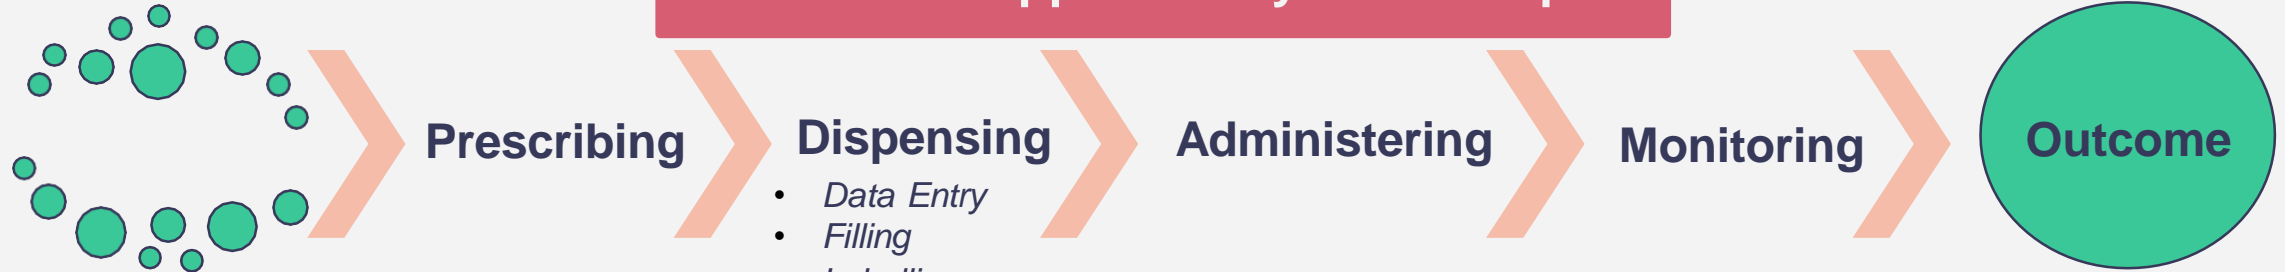 Prescribing
Dispensing
Administering
Monitoring
Outcome
• Data Entry
• Filling